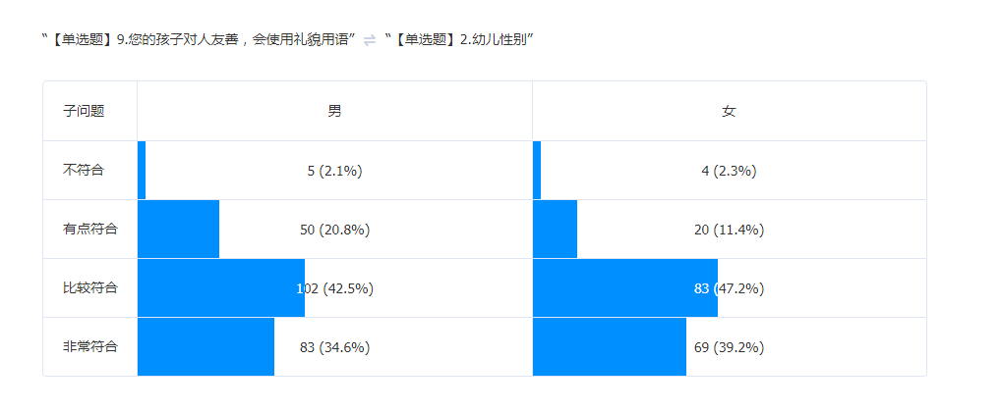 “【单选题】9.您的孩子对人友善，会使用礼貌用语” ⇌ “【单选题】2.幼儿性别”
子问题 男 女
不符合 5 (2.1%) 4 (2.3%)
有点符合 50 (20.8%) 20 (11.4%)
比较符合 102 (42.5%) 83 (47.2%)
非常符合 83 (34.6%) 69 (39.2%)